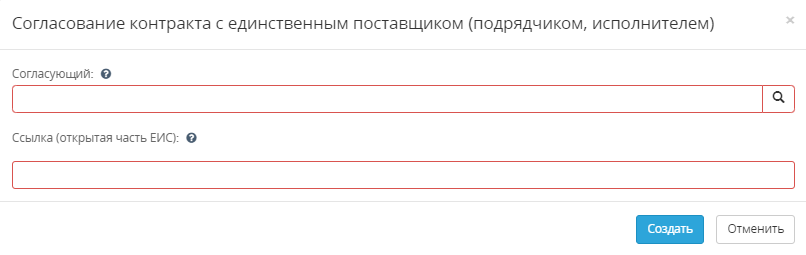 Согласование контракта с единственным поставщиком (подрядчиком, исполнителем)
Согласующий:
Ссылка (открытая часть ЕИС):
Создать Отменить